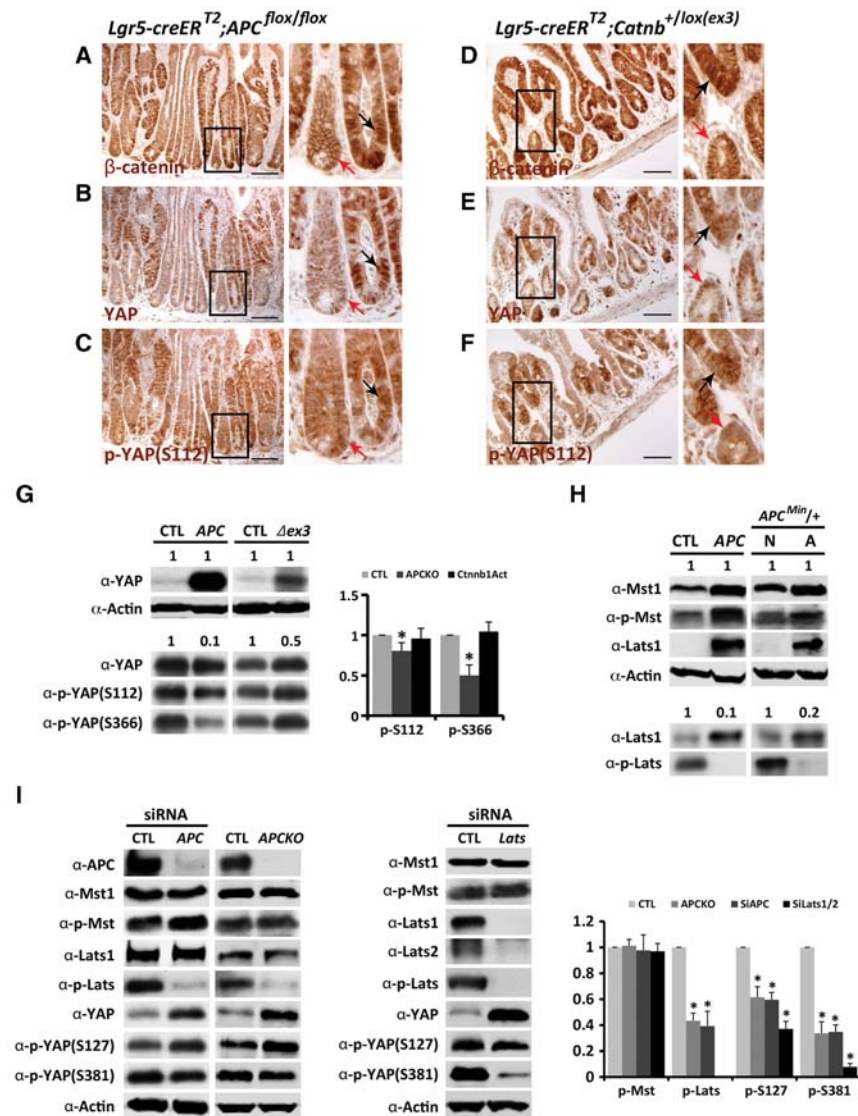 Lgr5-creER^T2;APC^flox/flox
Lgr5-creER^T2;Catnb^+/lox(ex3)
A
β-catenin
B
YAP
C
p-YAP(S112)
D
β-catenin
E
YAP
F
p-YAP(S112)
G
CTL APC CTL Δex3
1 1 1 1
α-YAP
α-Actin
1 0.1 1 0.5
α-YAP
α-p-YAP(S112)
α-p-YAP(S366)
CTL APCKO Ctnnb1Act
1.5
1
0.5
0
* *
p-S112 p-S366
H
APC^Min/+
CTL APC N A
1 1 1 1
α-Mst1
α-p-Mst
α-Lats1
α-Actin
1 0.1 1 0.2
α-Lats1
α-p-Lats
I
siRNA
CTL APC CTL APCKO
α-APC
α-Mst1
α-p-Mst
α-Lats1
α-p-Lats
α-YAP
α-p-YAP(S127)
α-p-YAP(S381)
α-Actin
siRNA
CTL Lats
α-Mst1
α-p-Mst
α-Lats1
α-Lats2
α-p-Lats
α-YAP
α-p-YAP(S127)
α-p-YAP(S381)
α-Actin
CTL APCKO SiAPC SiLats1/2
1.2
1
0.8
0.6
0.4
0.2
0
* * * * * * * *
p-Mst p-Lats p-S127 p-S381